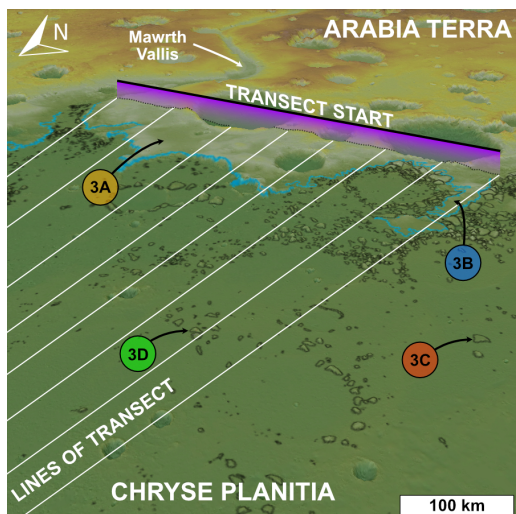 N
ARABIA TERRA
Mawrth
Vallis
TRANSECT START
3A
3B
3D
3C
LINES OF TRANSECT
CHRYSE PLANITIA
100 km